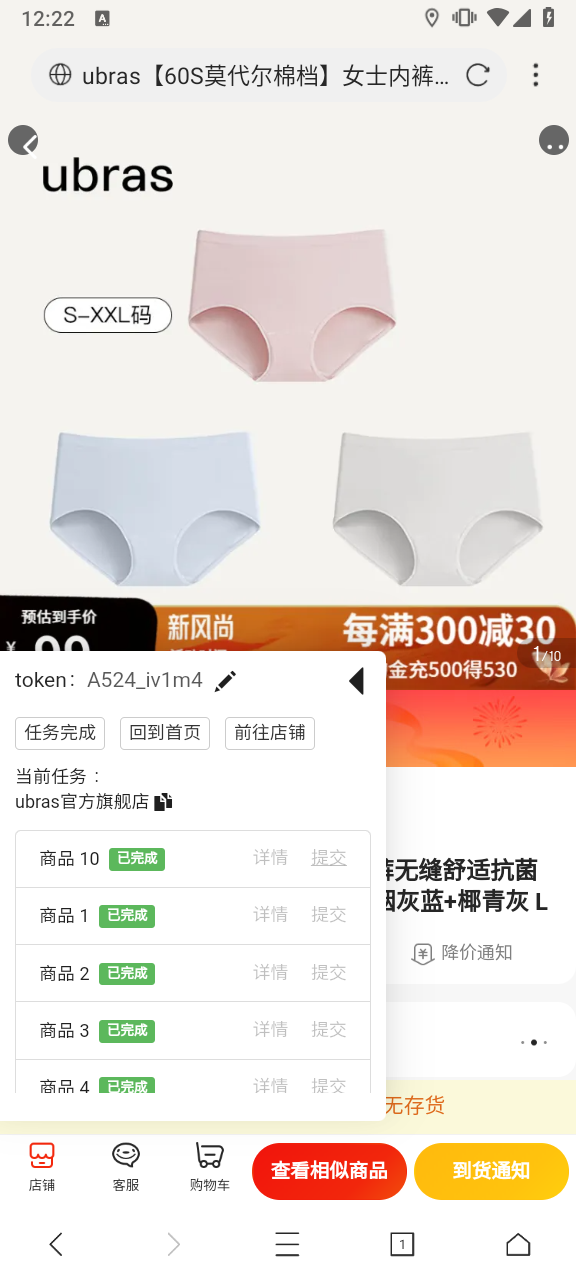 12:22 A
ubras【60S莫代尔棉档】女士内裤...
ubras
S-XXL码
预估到手价
新风尚
每满300减30
¥
金充500得530
1/10
token: A524_iv1m4
任务完成 回到首页 前往店铺
当前任务 :
ubras官方旗舰店
商品 10 已完成 详情 提交
无缝舒适抗菌
灰蓝+椰青灰 L
商品 1 已完成 详情 提交
降价通知
商品 2 已完成 详情 提交
商品 3 已完成 详情 提交
商品 4 已完成 详情 提交
无存货
店铺 客服 购物车 查看相似商品 到货通知
1